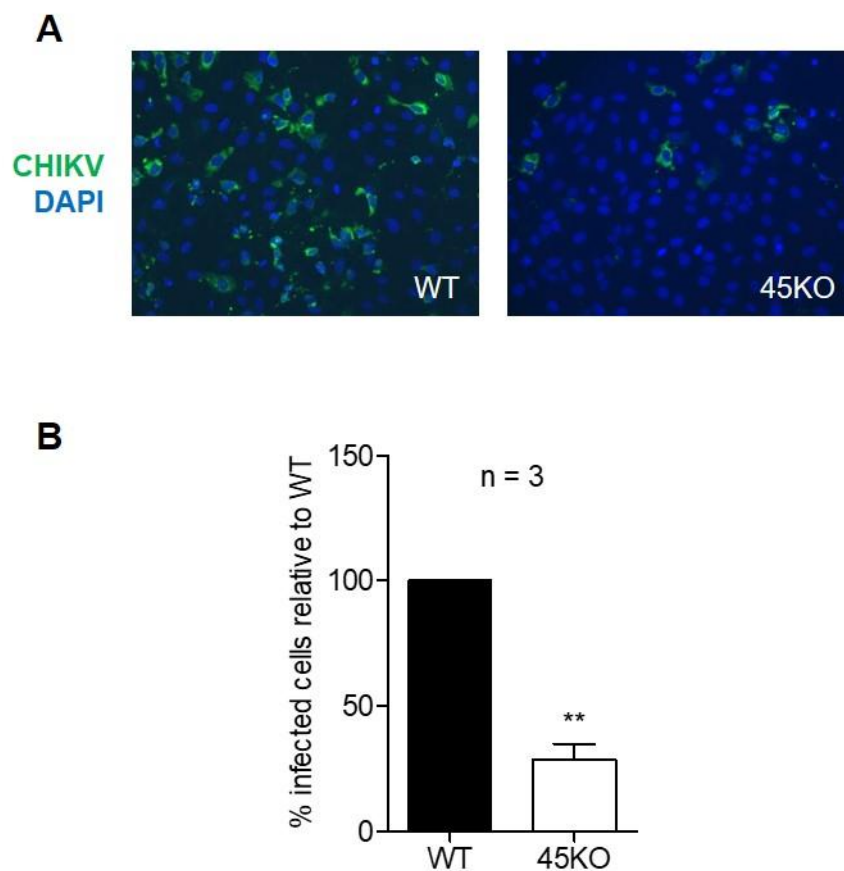 A
CHIKV
DAPI
WT
45KO
B
% infected cells relative to WT
150
100
50
0
n = 3
**
WT
45KO